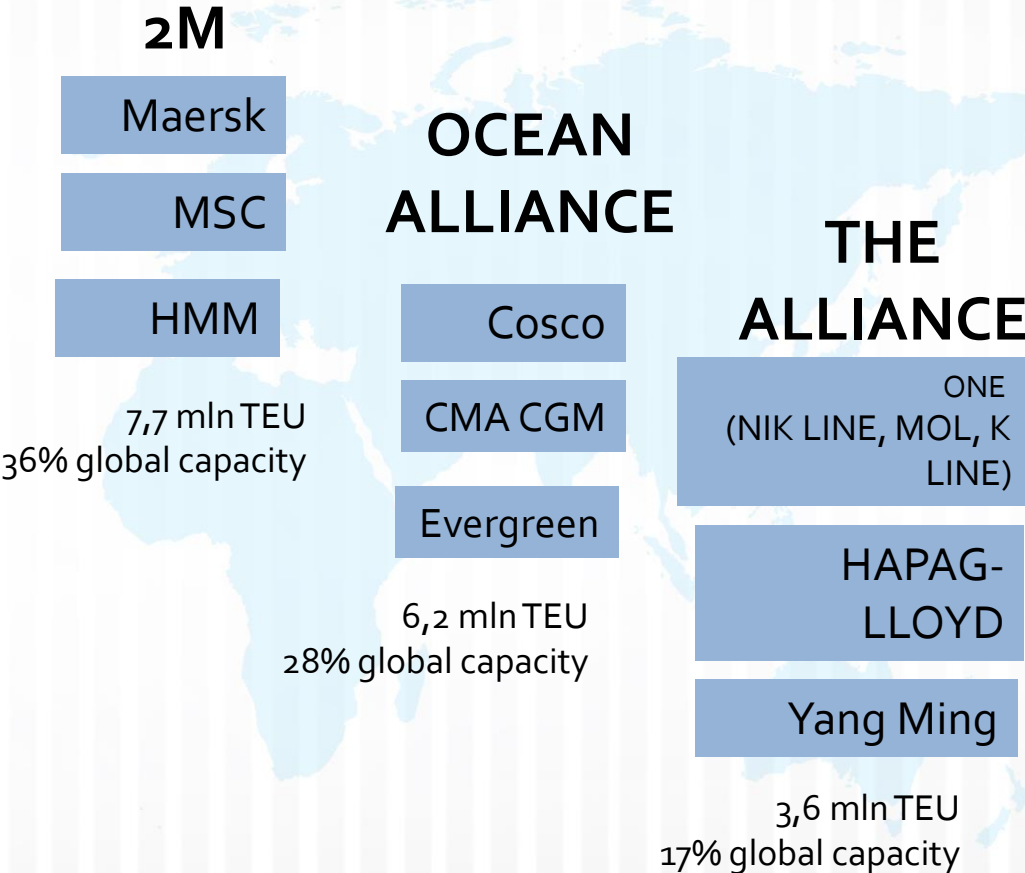 2M
Maersk
MSC
HMM
7,7 mln TEU
36% global capacity
OCEAN
ALLIANCE
Cosco
CMA CGM
Evergreen
6,2 mln TEU
28% global capacity
THE
ALLIANCE
ONE
(NIK LINE, MOL, K
LINE)
HAPAG-
LLOYD
Yang Ming
3,6 mln TEU
17% global capacity